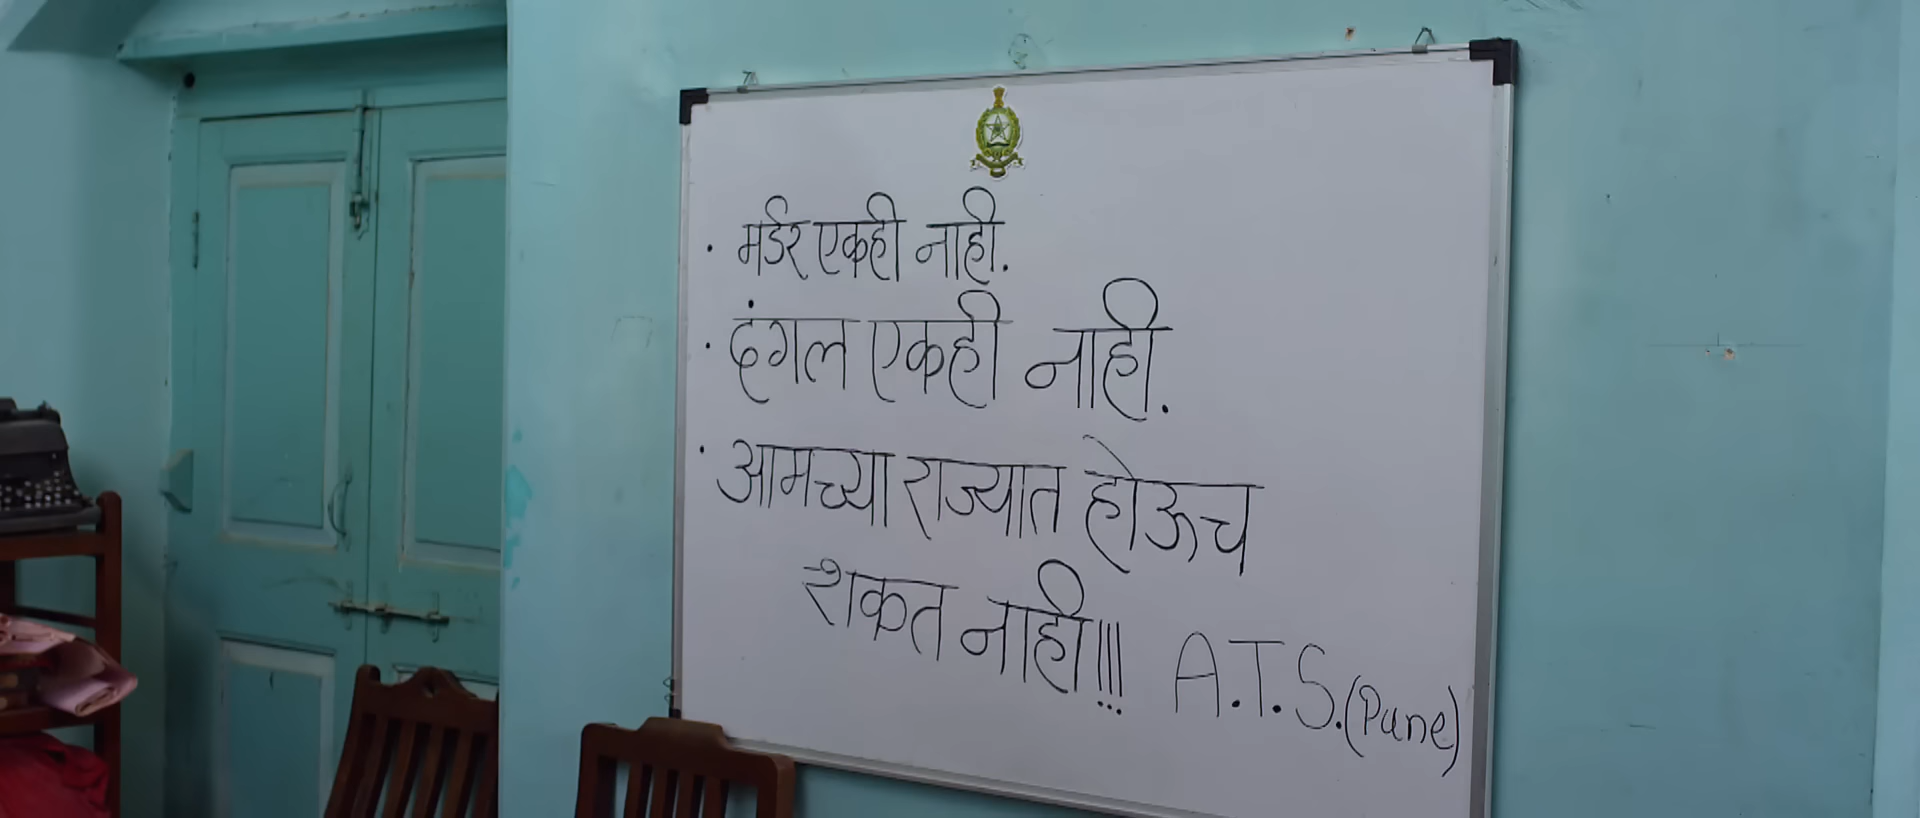 · मर्डर एकही नाही.
· दंगल एकही नाही.
· आमच्या राज्यात होऊच
शकत नाही!!!
A.T.S.(Pune)